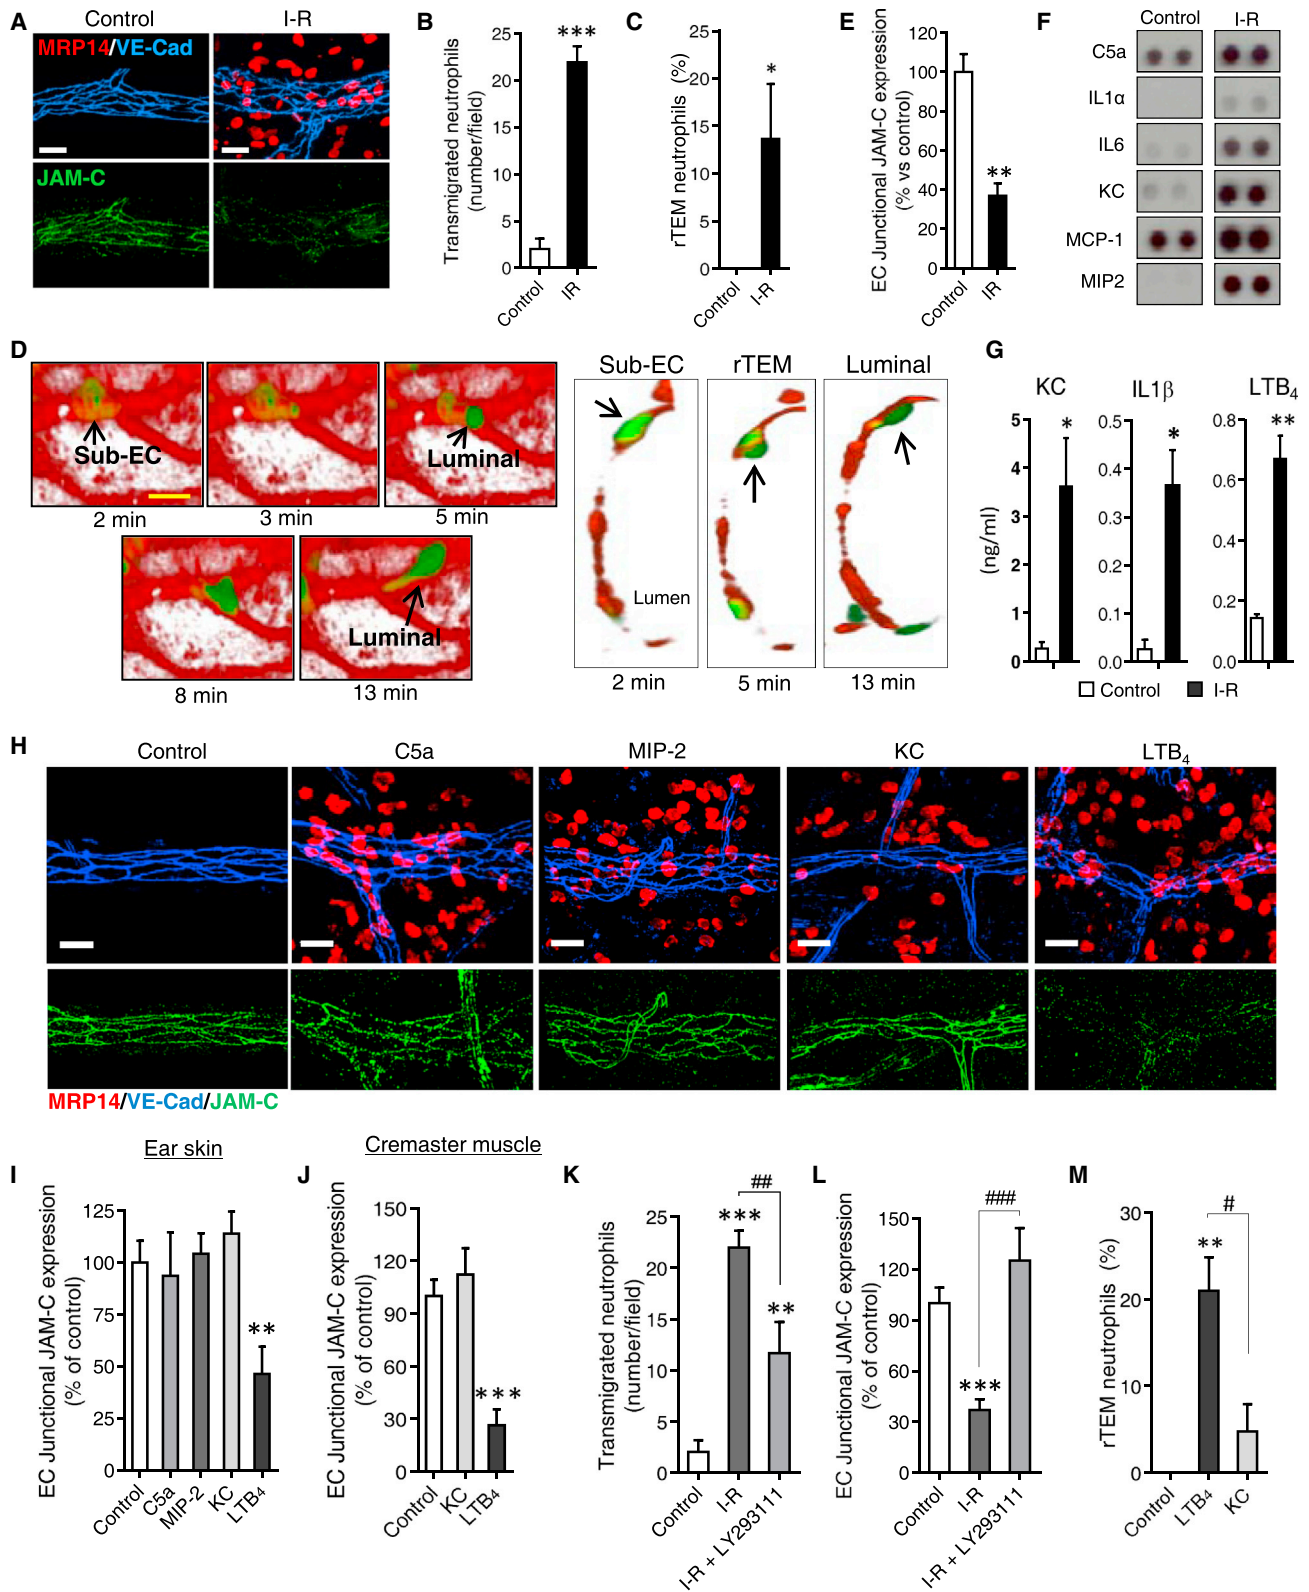 A
Control
I-R
MRP14/VE-Cad
JAM-C
B
Transmigrated neutrophils
(number/field)
25
20
15
10
5
0
***
Control
IR
C
rTEM neutrophils (%)
25
20
15
10
5
0
*
Control
I-R
E
EC Junctional JAM-C expression
(% vs control)
120
100
80
60
40
20
0
**
Control
IR
F
Control
I-R
C5a
IL1α
IL6
KC
MCP-1
MIP2
D
Sub-EC
Luminal
2 min
3 min
5 min
Luminal
8 min
13 min
Sub-EC
rTEM
Luminal
Lumen
2 min
5 min
13 min
G
KC
IL1β
LTB4
(ng/ml)
5
4
3
2
1
0
*
0.5
0.4
0.3
0.2
0.1
0.0
*
0.8
0.6
0.4
0.2
0.0
**
Control
I-R
H
Control
C5a
MIP-2
KC
LTB4
MRP14/VE-Cad/JAM-C
I
Ear skin
EC Junctional JAM-C expression
(% of control)
125
100
75
50
25
0
**
Control
C5a
MIP-2
KC
LTB4
J
Cremaster muscle
EC Junctional JAM-C expression
(% of control)
150
120
90
60
30
0
***
Control
KC
LTB4
K
Transmigrated neutrophils
(number/field)
25
20
15
10
5
0
##
***
**
Control
I-R
I-R + LY293111
L
EC Junctional JAM-C expression
(% of control)
150
120
90
60
30
0
###
***
Control
I-R
I-R + LY293111
M
rTEM neutrophils (%)
30
20
10
0
#
**
Control
LTB4
KC